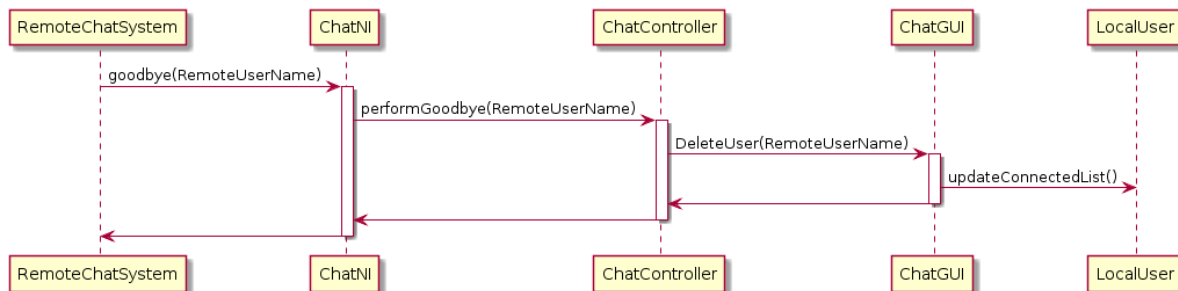 RemoteChatSystem ChatNI ChatController ChatGUI LocalUser
goodbye(RemoteUserName)
performGoodbye(RemoteUserName)
DeleteUser(RemoteUserName)
updateConnectedList()
RemoteChatSystem ChatNI ChatController ChatGUI LocalUser